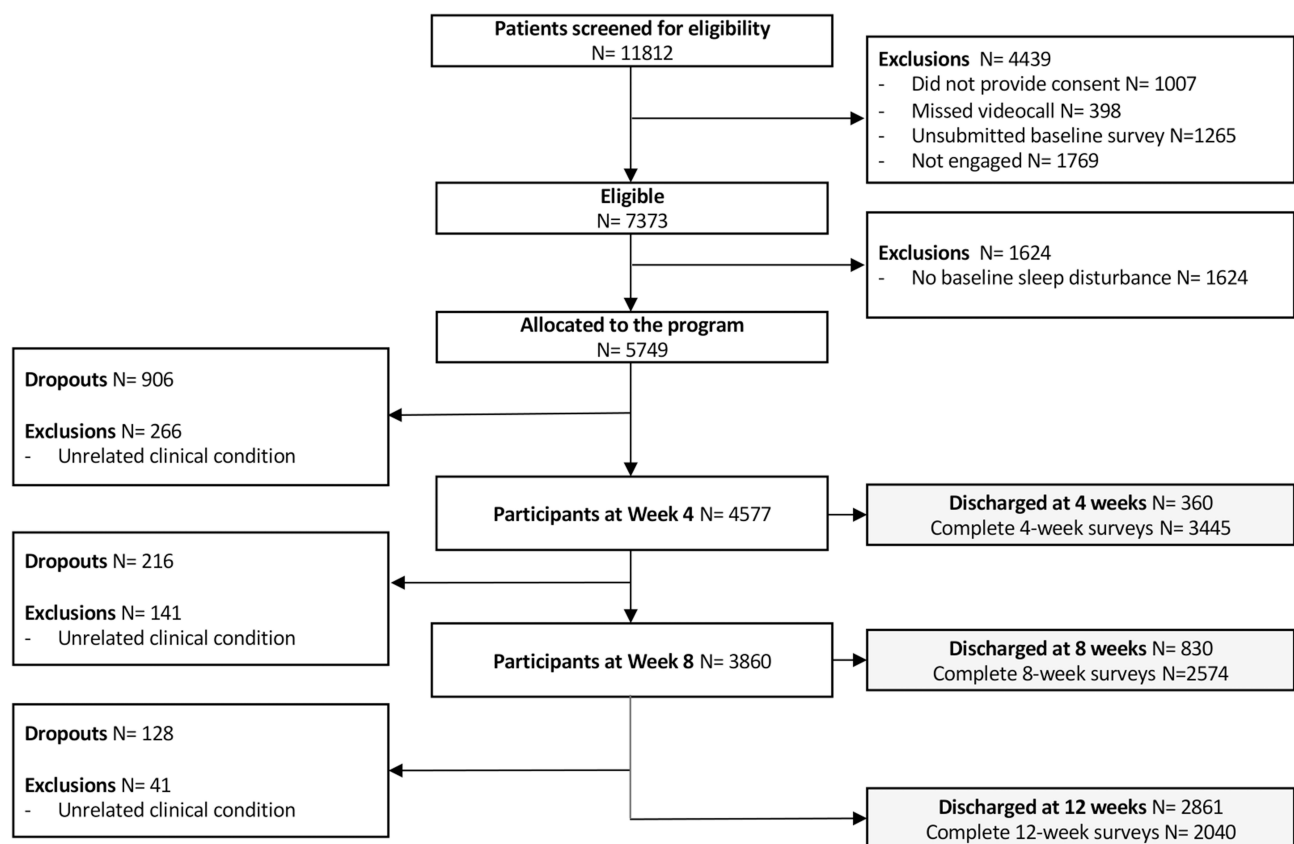 Patients screened for eligibility
N= 11812
Exclusions N= 4439
- Did not provide consent N= 1007
- Missed videocall N= 398
- Unsubmitted baseline survey N=1265
- Not engaged N= 1769
Eligible
N= 7373
Exclusions N= 1624
- No baseline sleep disturbance N= 1624
Allocated to the program
N= 5749
Dropouts N= 906
Exclusions N= 266
- Unrelated clinical condition
Participants at Week 4 N= 4577
Discharged at 4 weeks N= 360
Complete 4-week surveys N= 3445
Dropouts N= 216
Exclusions N= 141
- Unrelated clinical condition
Participants at Week 8 N= 3860
Discharged at 8 weeks N= 830
Complete 8-week surveys N=2574
Dropouts N= 128
Exclusions N= 41
- Unrelated clinical condition
Discharged at 12 weeks N= 2861
Complete 12-week surveys N= 2040